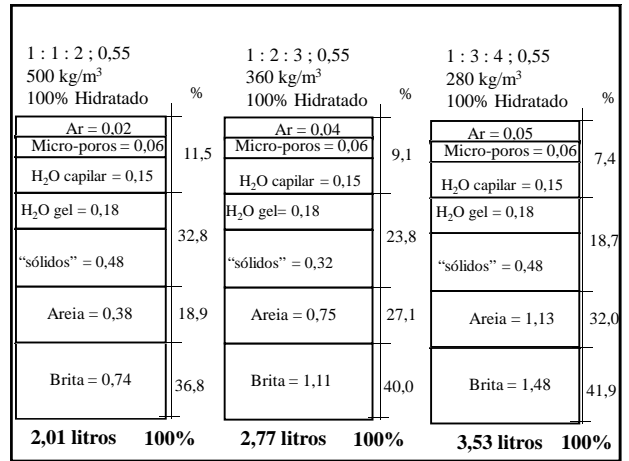 1 : 1 : 2 ; 0,55
500 kg/m³
100% Hidratado
%
Ar = 0,02
Micro-poros = 0,06
H₂O capilar = 0,15
11,5
H₂O gel = 0,18
"sólidos" = 0,48
32,8
Areia = 0,38
18,9
Brita = 0,74
36,8
2,01 litros 100%
1 : 2 : 3 ; 0,55
360 kg/m³
100% Hidratado
%
Ar = 0,04
Micro-poros = 0,06
H₂O capilar = 0,15
9,1
H₂O gel= 0,18
“sólidos” = 0,32
23,8
Areia = 0,75
27,1
Brita = 1,11
40,0
2,77 litros 100%
1 : 3 : 4 ; 0,55
280 kg/m³
100% Hidratado
%
Ar = 0,05
Micro-poros = 0,06
H₂O capilar = 0,15
7,4
H₂O gel = 0,18
“sólidos” = 0,48
18,7
Areia = 1,13
32,0
Brita = 1,48
41,9
3,53 litros 100%